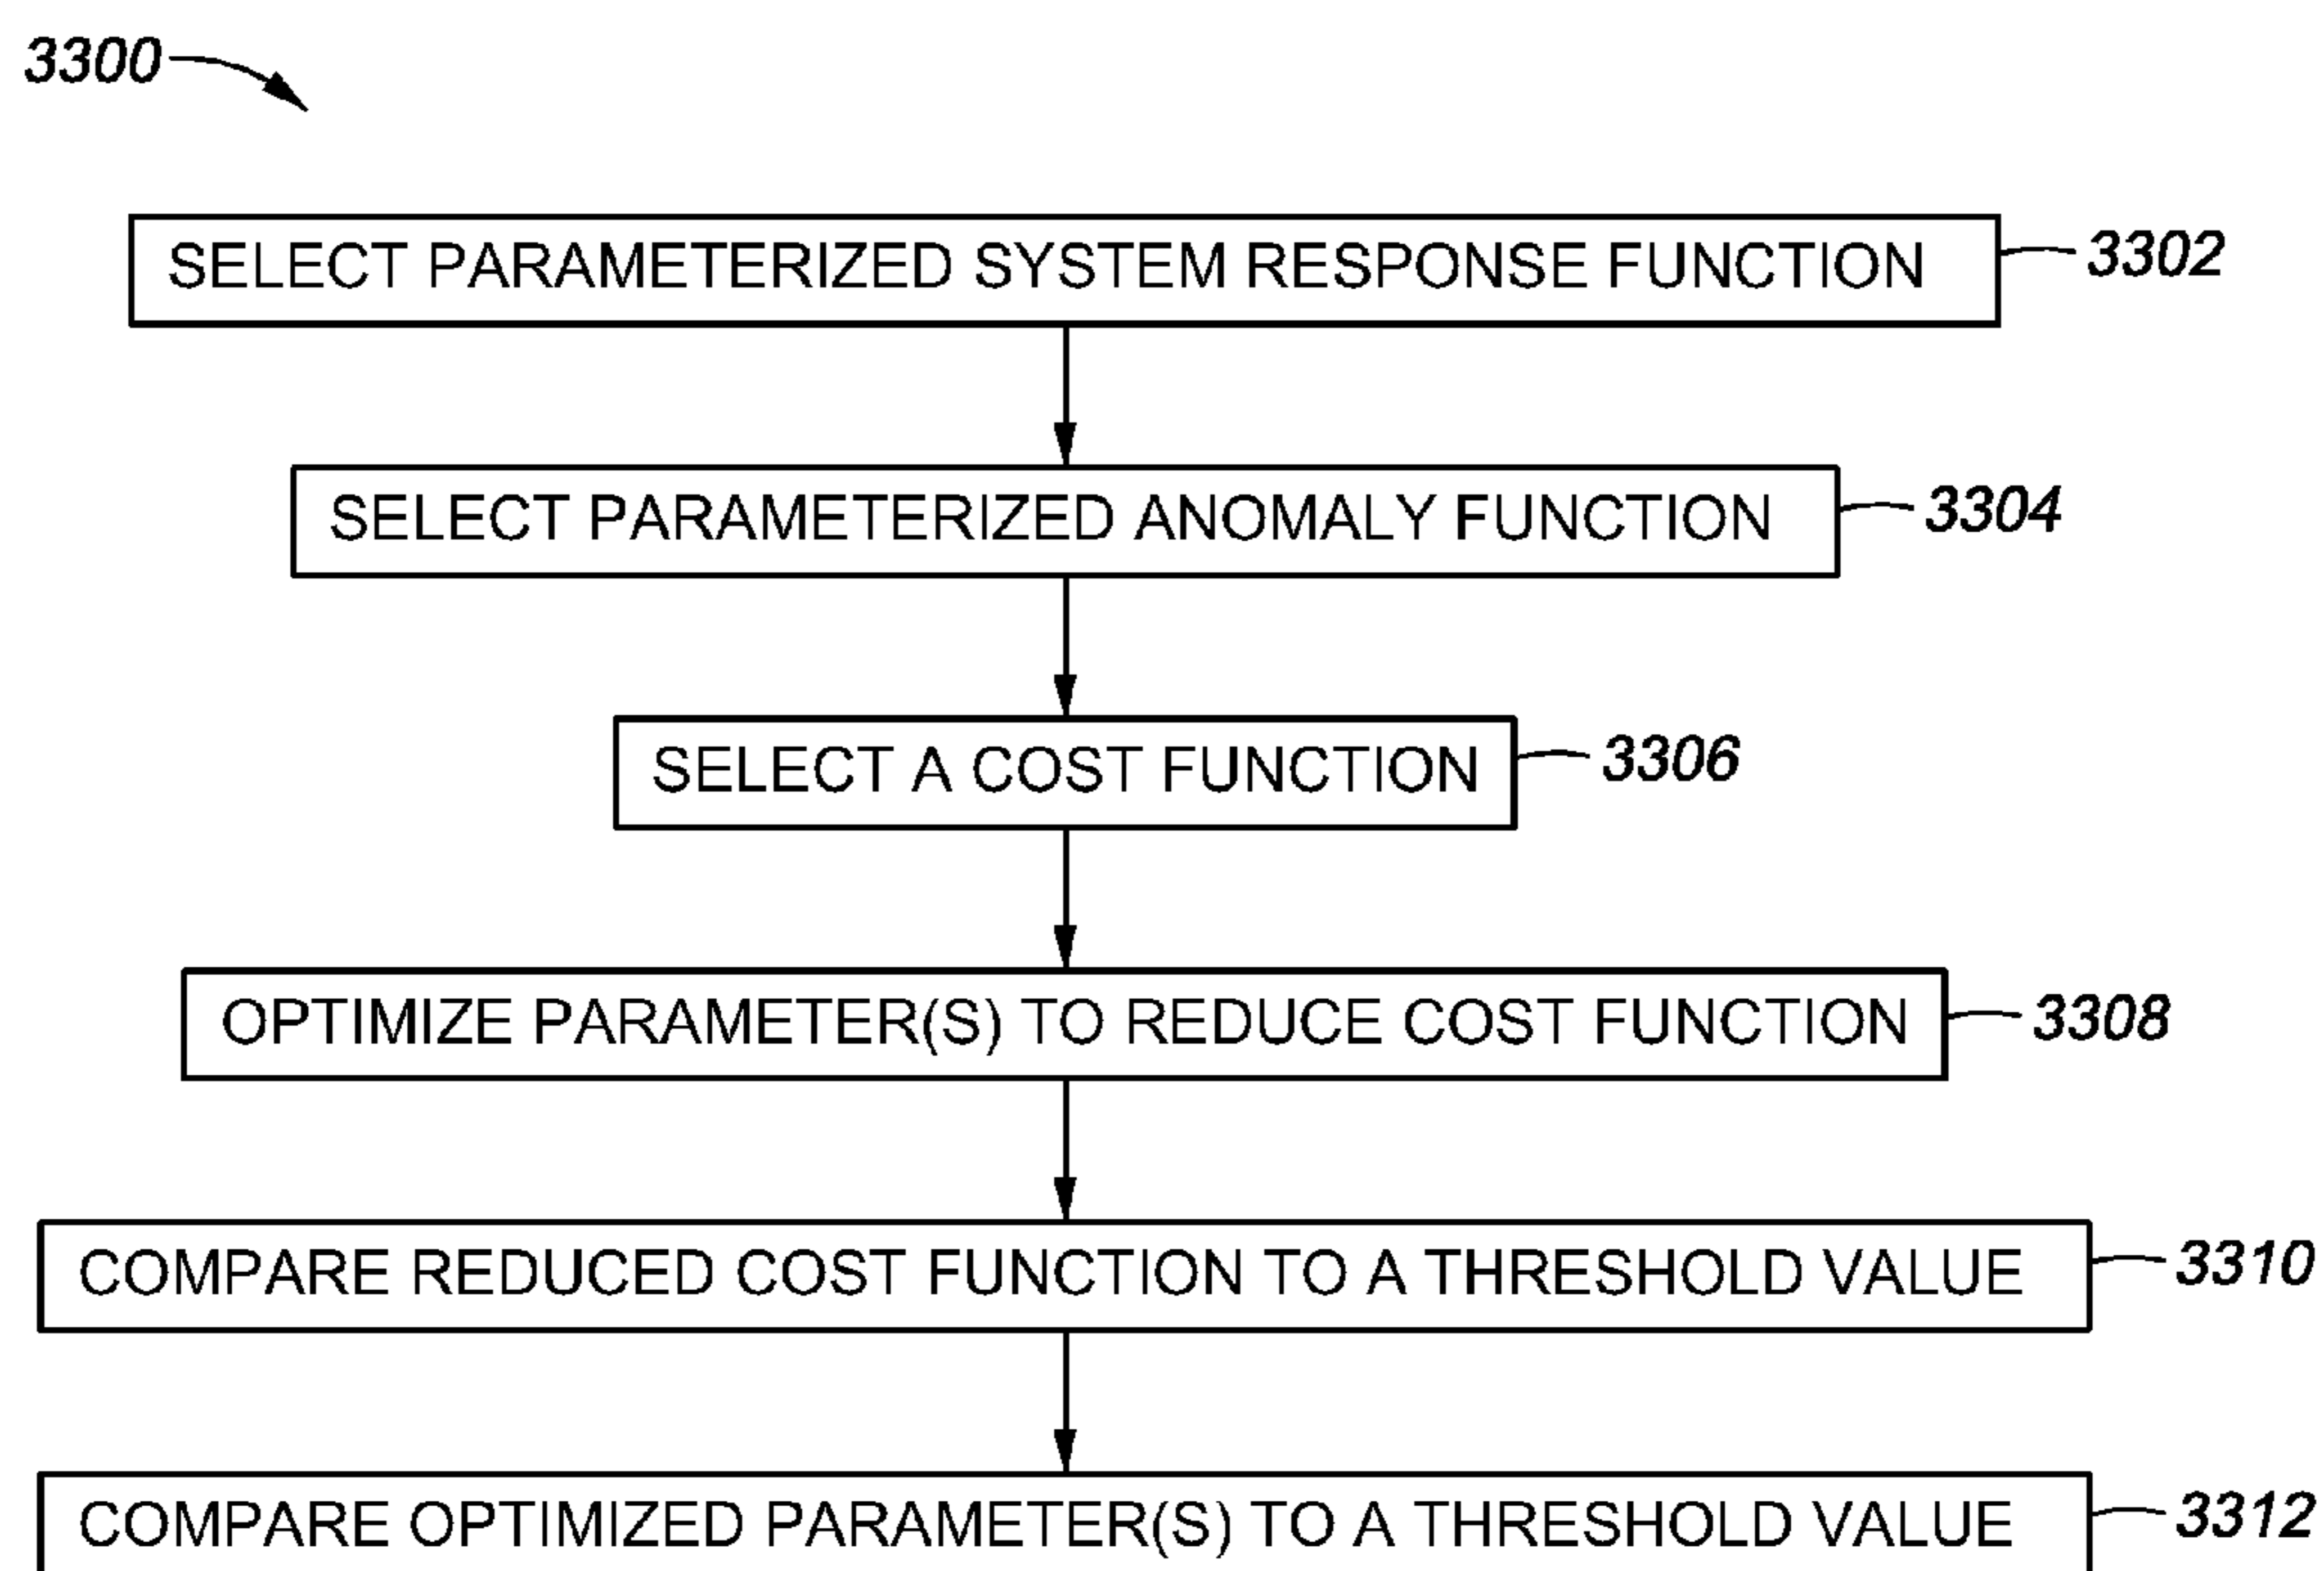 3300
SELECT PARAMETERIZED SYSTEM RESPONSE FUNCTION 3302
SELECT PARAMETERIZED ANOMALY FUNCTION 3304
SELECT A COST FUNCTION 3306
OPTIMIZE PARAMETER(S) TO REDUCE COST FUNCTION 3308
COMPARE REDUCED COST FUNCTION TO A THRESHOLD VALUE 3310
COMPARE OPTIMIZED PARAMETER(S) TO A THRESHOLD VALUE 3312